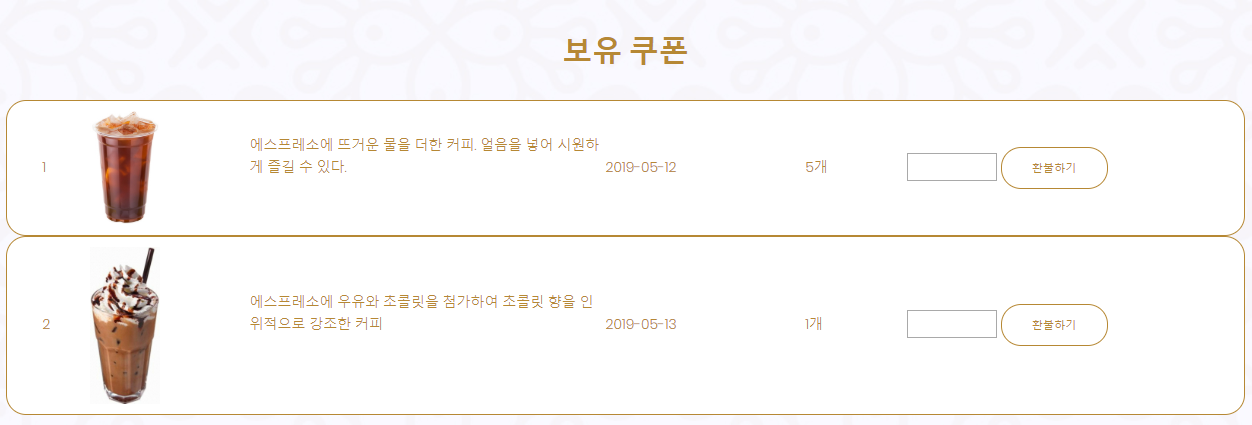 보유 쿠폰
에스프레소에 뜨거운 물을 더한 커피. 얼음을 넣어 시원하
1 게 즐길 수 있다. 2019-05-12 5개 환불하기
에스프레소에 우유와 초콜릿을 첨가하여 초콜릿 향을 인
2 위적으로 강조한 커피 2019-05-13 1개 환불하기